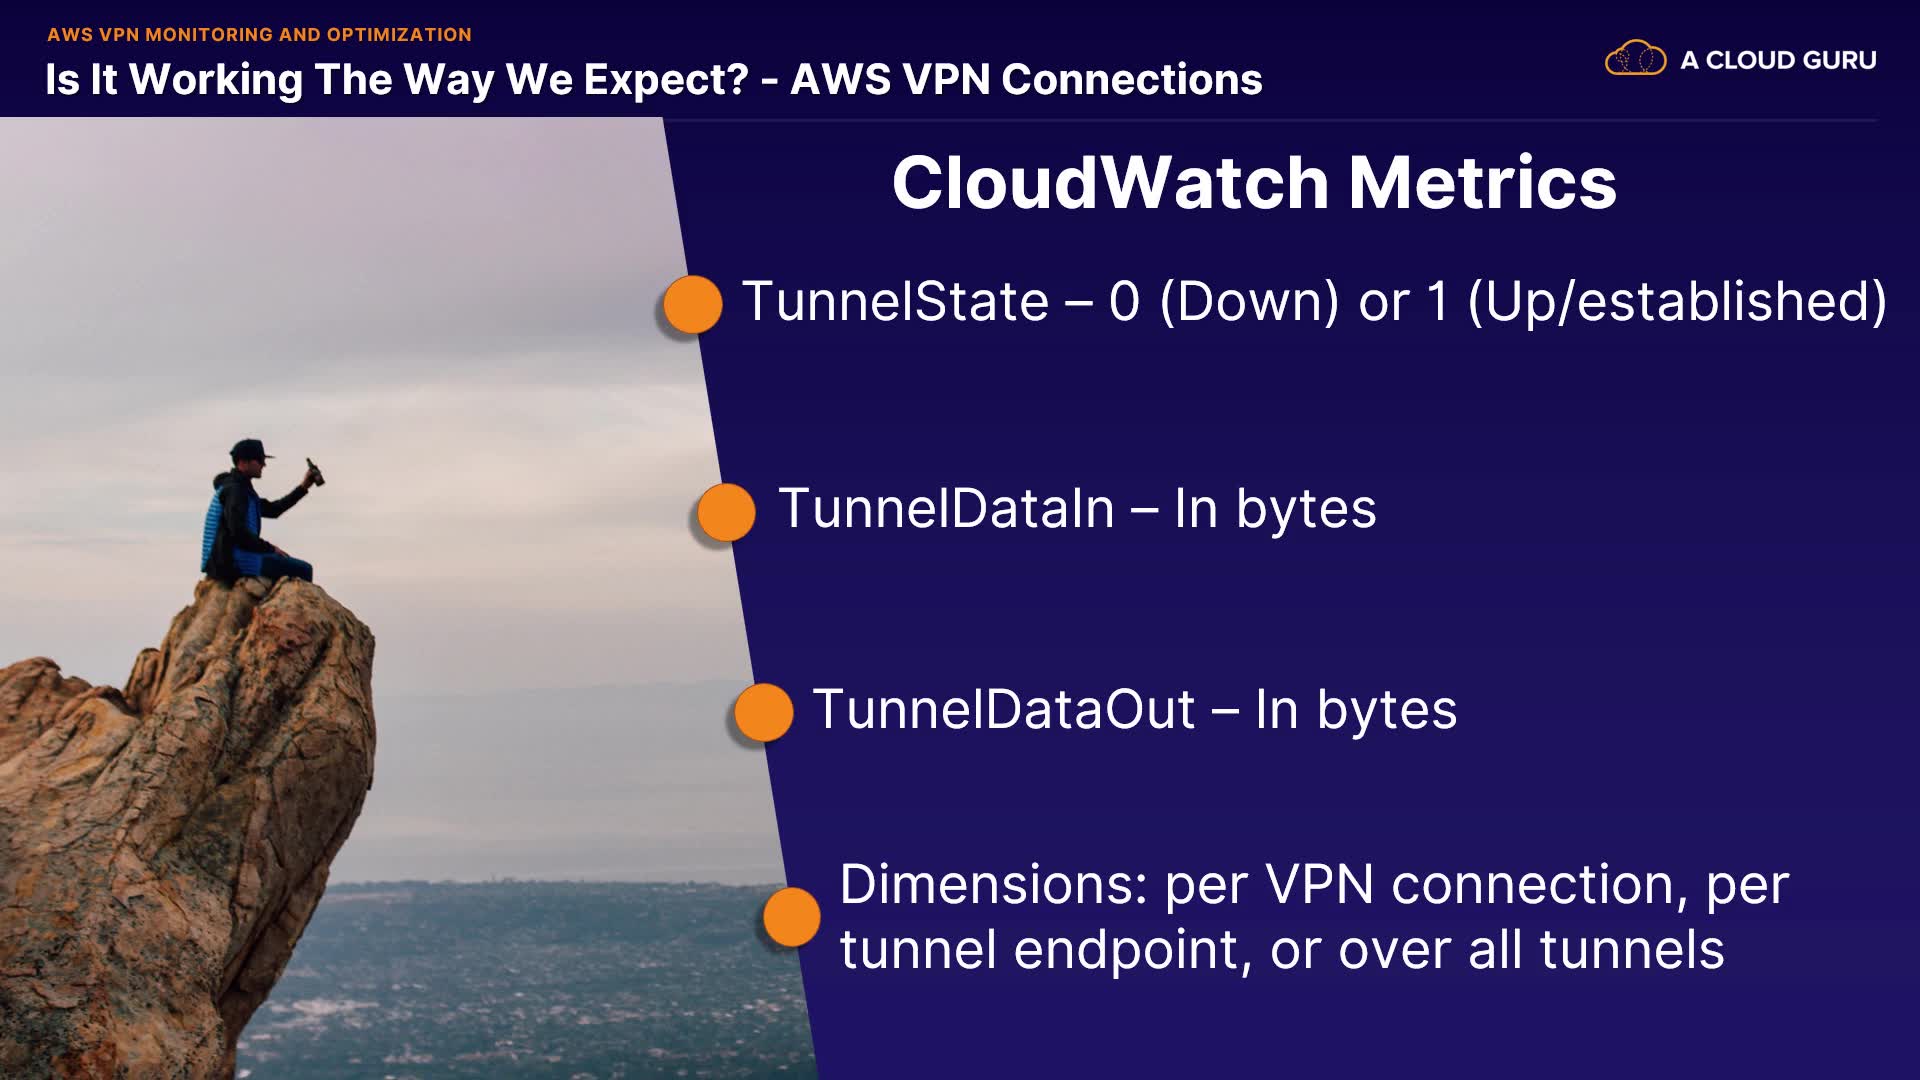 AWS VPN MONITORING AND OPTIMIZATION
Is It Working The Way We Expect? - AWS VPN Connections
A CLOUD GURU
CloudWatch Metrics
TunnelState – 0 (Down) or 1 (Up/established)
TunnelDataIn – In bytes
TunnelDataOut – In bytes
Dimensions: per VPN connection, per
tunnel endpoint, or over all tunnels